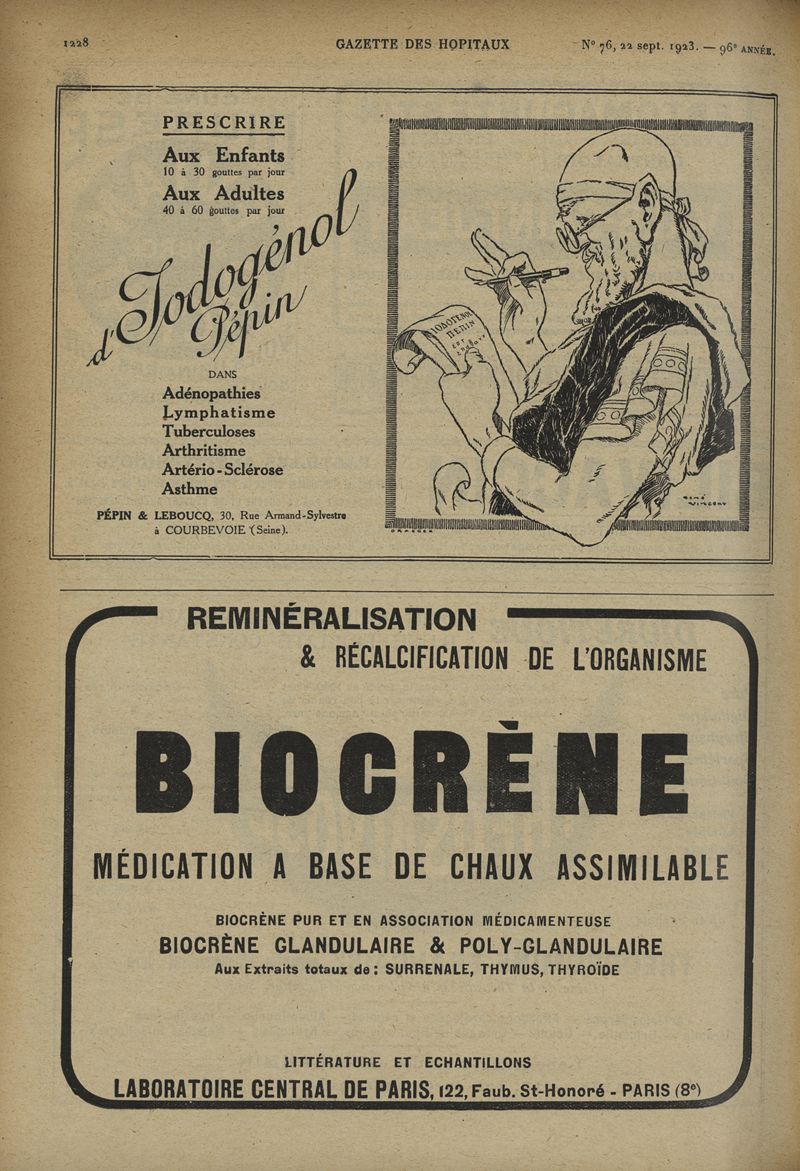 1228 GAZETTE DES HOPITAUX N° 76, 22 sept. 1923. — 96e ANNÉE.
PRESCRIRE
Aux Enfants
10 à 30 gouttes par jour
Aux Adultes
40 à 60 gouttes par jour
d'Iodogénol
Pépin
DANS
Adénopathies
Lymphatisme
Tuberculoses
Arthritisme
Artério-Sclérose
Asthme
PÉPIN & LEBOUCQ, 30, Rue Armand-Sylvestre
à COURBEVOIE (Seine).
ΠΕΠΙΝ
RENÉ
VINCENT
DRAEGER
REMINÉRALISATION
& RÉCALCIFICATION DE L'ORGANISME
BIOCRÈNE
MÉDICATION A BASE DE CHAUX ASSIMILABLE
BIOCRÈNE PUR ET EN ASSOCIATION MÉDICAMENTEUSE
BIOCRÈNE GLANDULAIRE & POLY-GLANDULAIRE
Aux Extraits totaux de : SURRENALE, THYMUS, THYROÏDE
LITTÉRATURE ET ECHANTILLONS
LABORATOIRE CENTRAL DE PARIS, 122, Faub. St-Honoré - PARIS (8e)